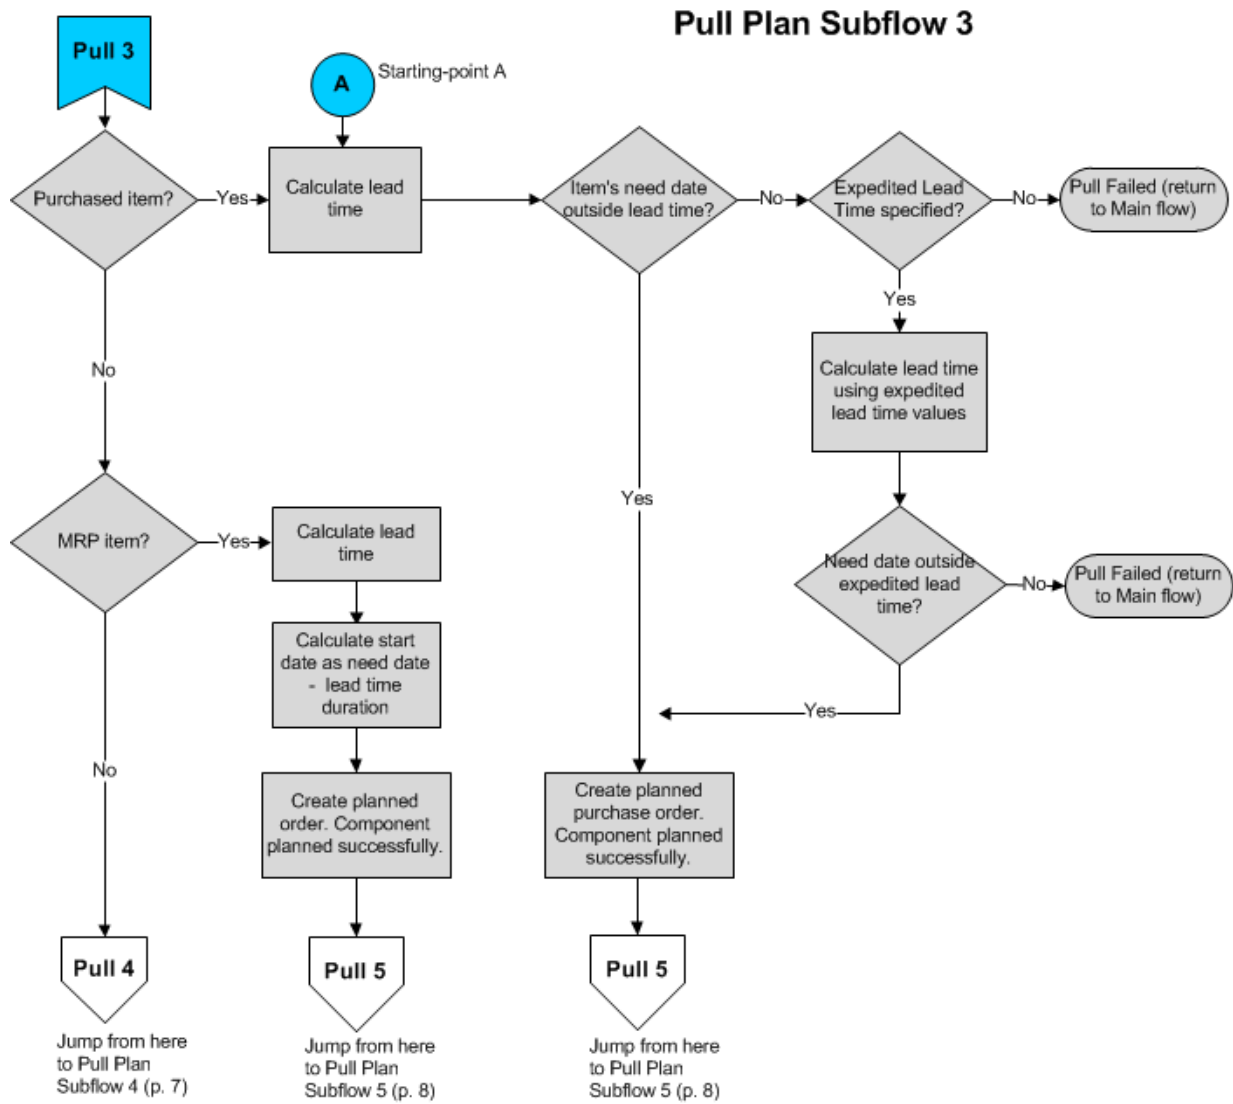 Pull Plan Subflow 3
Pull 3
A
Starting-point A
Purchased item?
Yes
Calculate lead
time
Item's need date
outside lead time?
No
Expedited Lead
Time specified?
No
Pull Failed (return
to Main flow)
Yes
Calculate lead time
using expedited
lead time values
No
Yes
MRP item?
Yes
Calculate lead
time
Need date outside
expedited lead
time?
No
Pull Failed (return
to Main flow)
Calculate start
date as need date
- lead time
duration
Yes
No
Create planned
order. Component
planned successfully.
Create planned
purchase order.
Component planned
successfully.
Pull 4
Pull 5
Pull 5
Jump from here
to Pull Plan
Subflow 4 (p. 7)
Jump from here
to Pull Plan
Subflow 5 (p. 8)
Jump from here
to Pull Plan
Subflow 5 (p. 8)